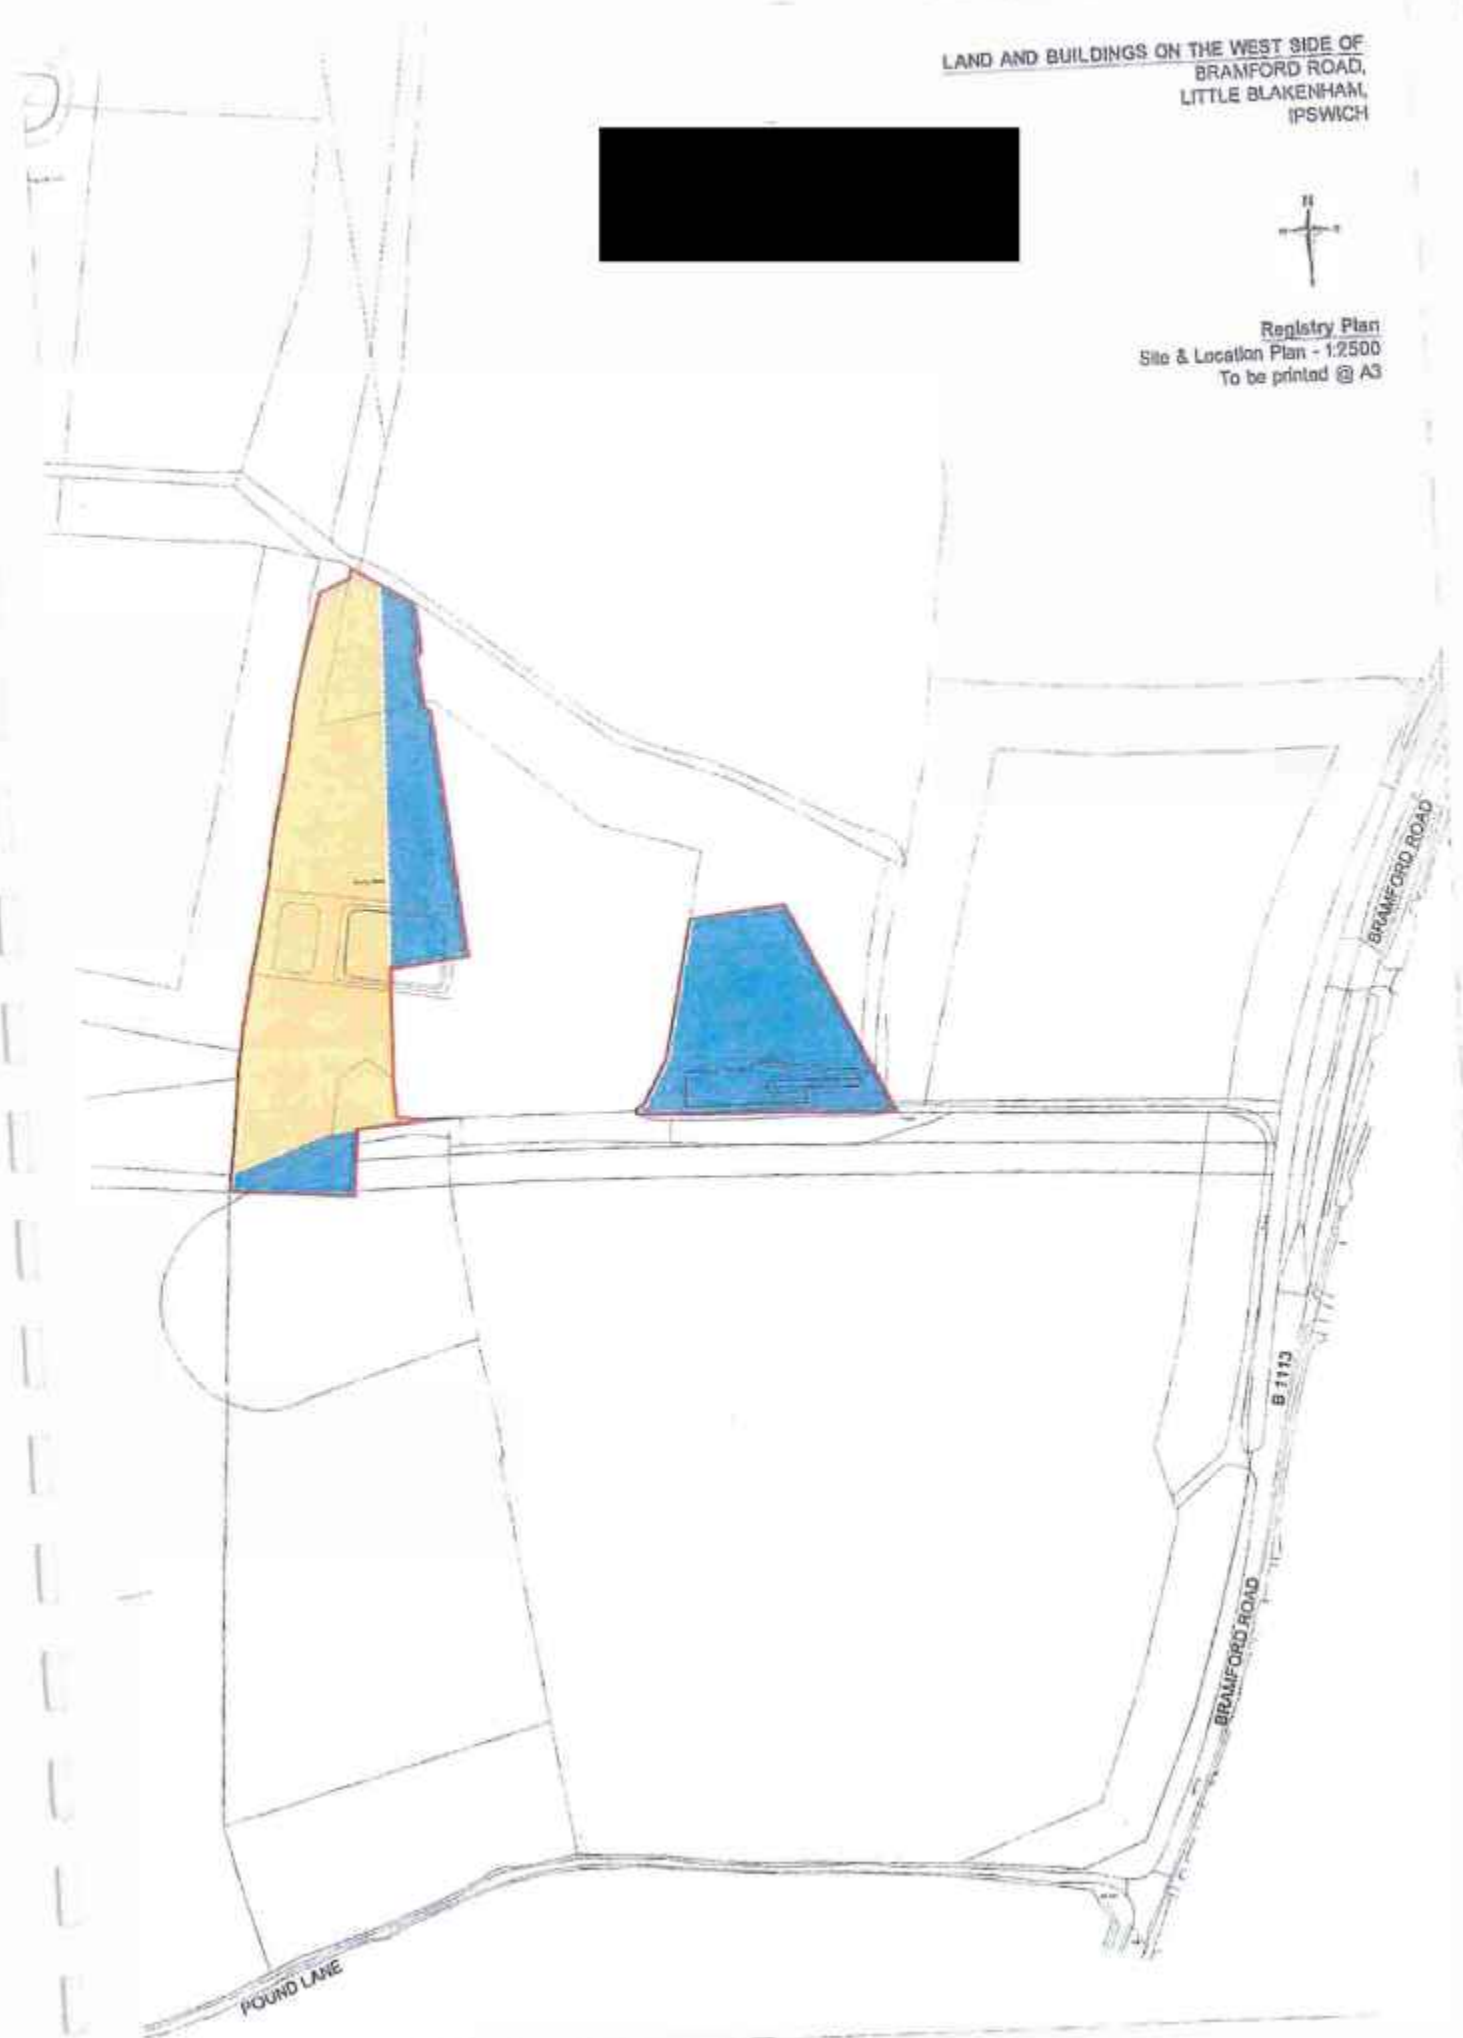 LAND AND BUILDINGS ON THE WEST SIDE OF
BRAMFORD ROAD,
LITTLE BLAKENHAM,
IPSWICH
N
Registry Plan
Site & Location Plan - 1:2500
To be printed @ A3
BRAMFORD ROAD
B 1113
BRAMFORD ROAD
POUND LANE